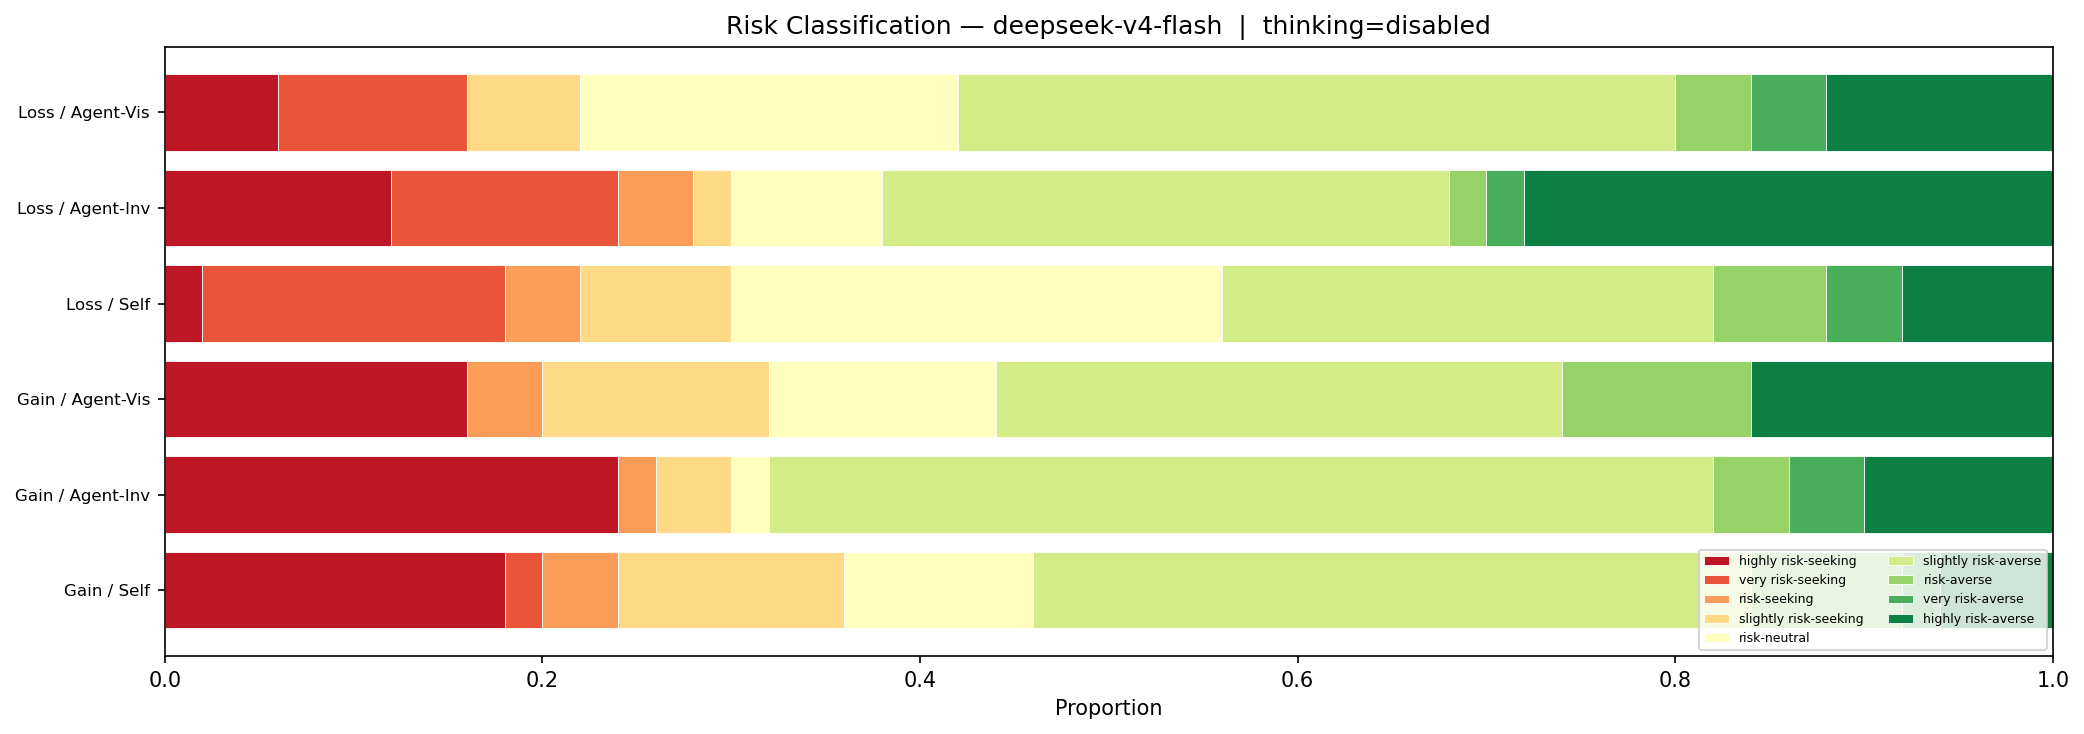 Risk Classification — deepseek-v4-flash | thinking=disabled
Loss / Agent-Vis
Loss / Agent-Inv
Loss / Self
Gain / Agent-Vis
Gain / Agent-Inv
Gain / Self
highly risk-seeking
very risk-seeking
risk-seeking
slightly risk-seeking
risk-neutral
slightly risk-averse
risk-averse
very risk-averse
highly risk-averse
0.0 0.2 0.4 0.6 0.8 1.0
Proportion